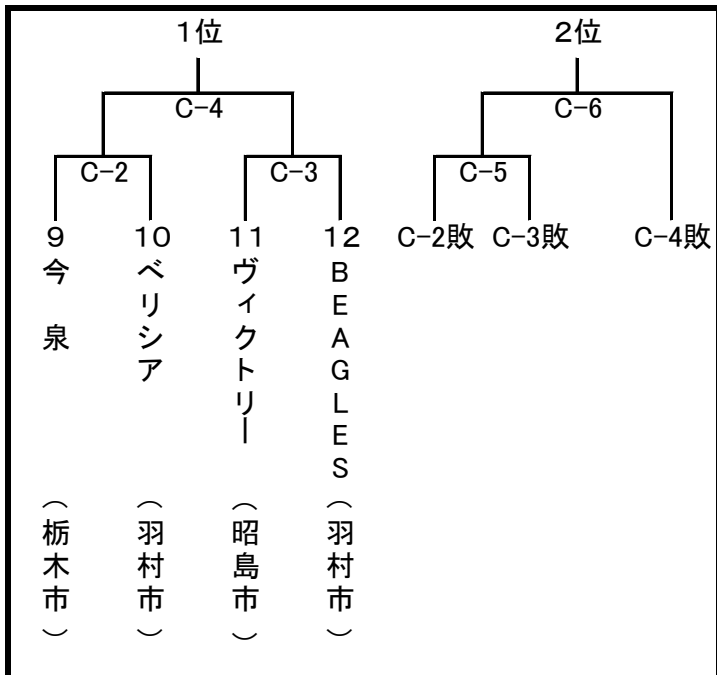 1位 2位
C-4 C-6
C-2 C-3 C-5
9 10 11 12 C-2敗 C-3敗 C-4敗
今泉（栃木市）
ベリシア（羽村市）
ヴィクトリー（昭島市）
BEAGLES（羽村市）